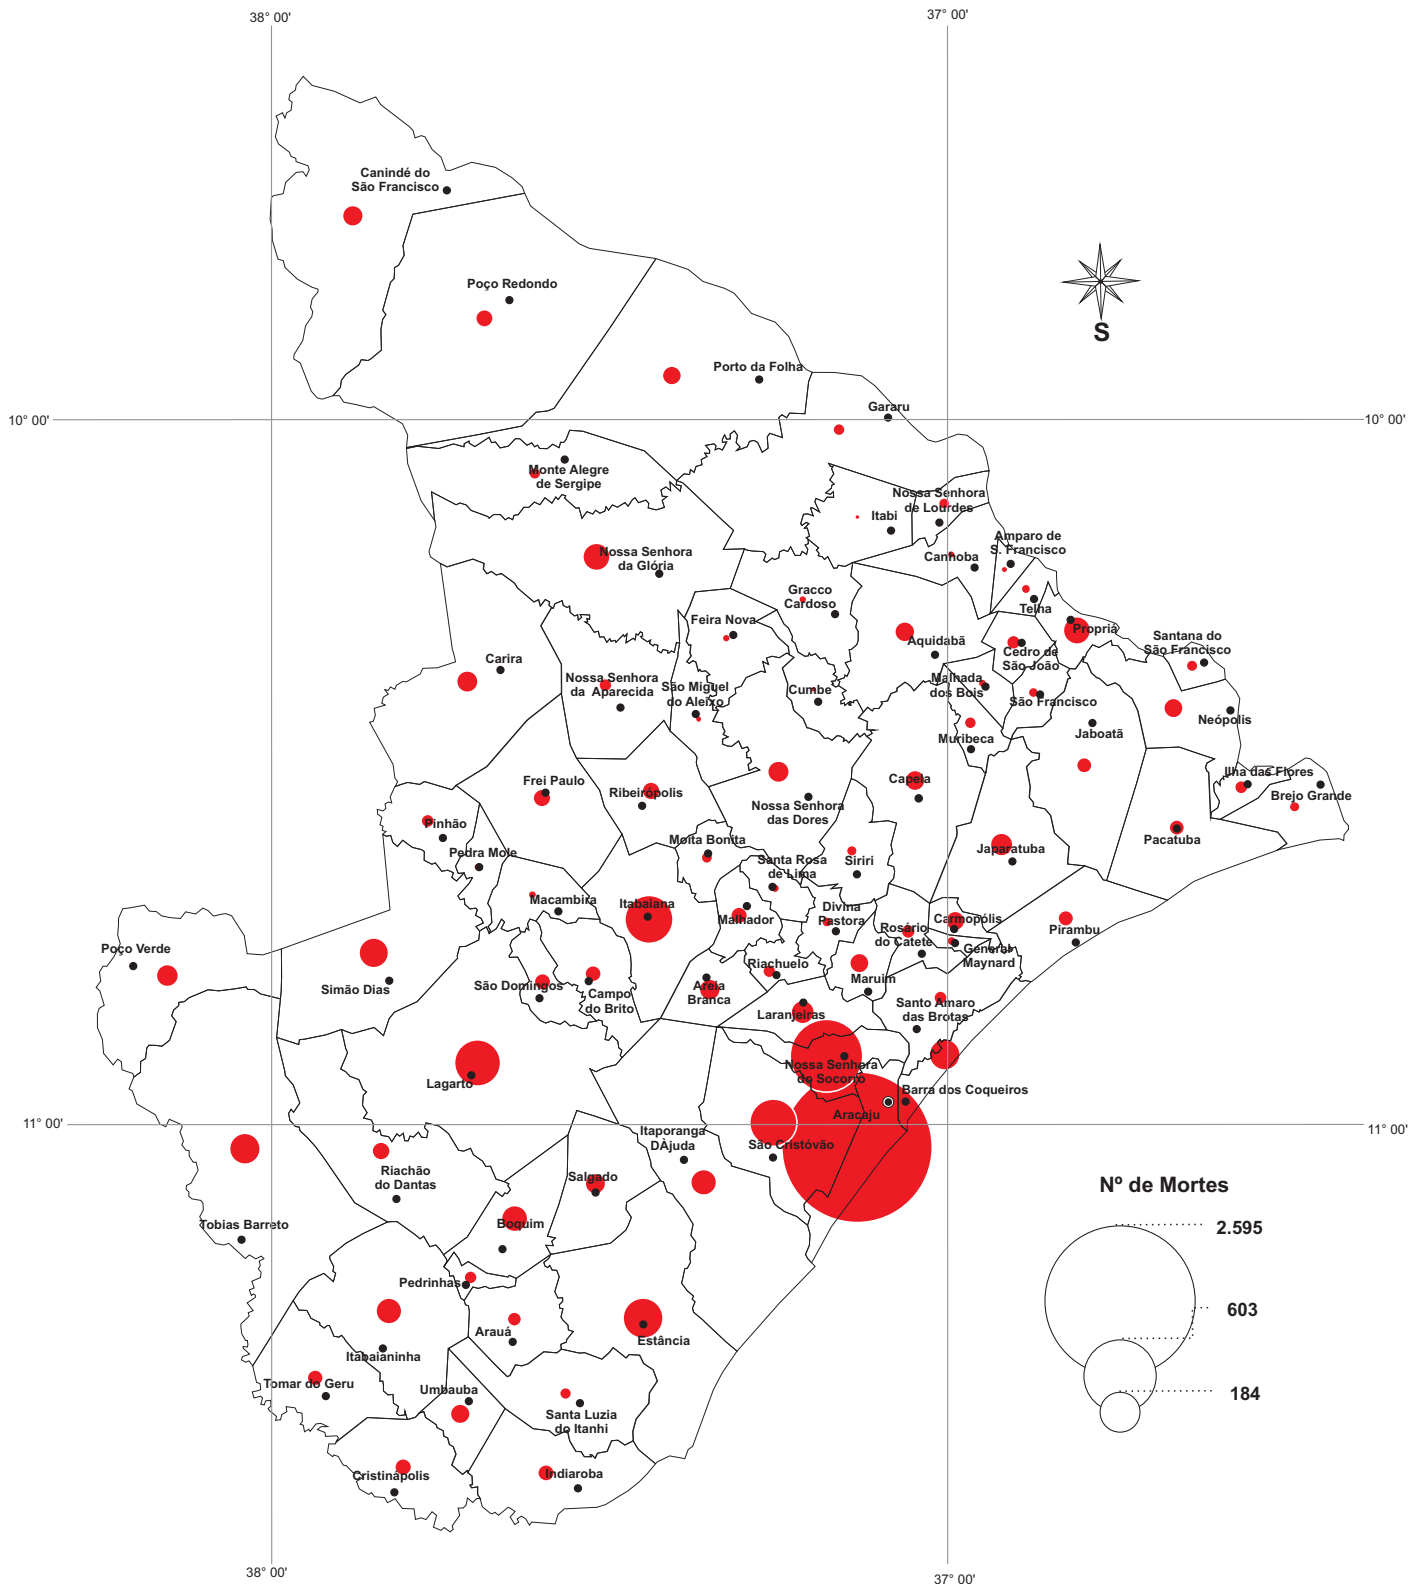 38° 00'
37° 00'
Canindé do
São Francisco
Poço Redondo
S
Porto da Folha
Gararu
10° 00'
10° 00'
Monte Alegre
de Sergipe
Nossa Senhora
de Lourdes
Itabi
Amparo de
S. Francisco
Canhoba
Nossa Senhora
da Glória
Gracco
Cardoso
Telha
Feira Nova
Propriá
Aquidabã
Cedro de
São João
Santana do
São Francisco
Carira
Nossa Senhora
da Aparecida
São Miguel
do Aleixo
Cumbe
Malhada
dos Bois
São Francisco
Neópolis
Jaboatã
Muribeca
Frei Paulo
Ribeirópolis
Capela
Ilha das Flores
Brejo Grande
Nossa Senhora
das Dores
Pinhão
Moita Bonita
Pacatuba
Pedra Mole
Santa Rosa
de Lima
Siriri
Japaratuba
Macambira
Itabaiana
Malhador
Divina
Pastora
Carmopólis
Rosário
do Catete
Pirambu
General
Maynard
Poço Verde
Simão Dias
São Domingos
Campo
do Brito
Areia
Branca
Riachuelo
Maruim
Laranjeiras
Santo Amaro
das Brotas
Nossa Senhora
do Socorro
Lagarto
Barra dos Coqueiros
Aracaju
11° 00'
11° 00'
Itaporanga
DÀjuda
São Cristóvão
Riachão
do Dantas
Salgado
Nº de Mortes
Tobias Barreto
Boquim
2.595
Pedrinhas
603
Arauá
Estância
Itabaianinha
Tomar do Geru
Umbauba
184
Santa Luzia
do Itanhi
Cristinápolis
Indiaroba
38° 00'
37° 00'